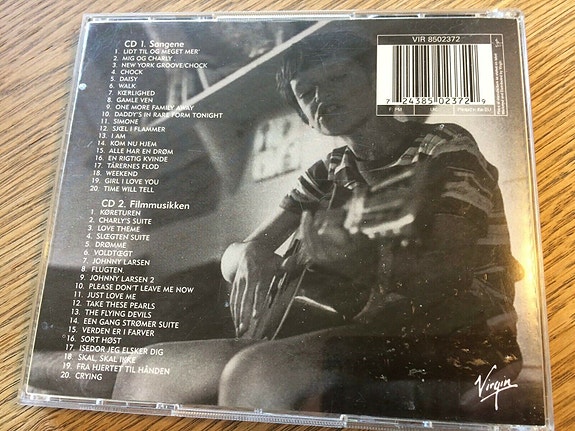 CD 1. Sangene
1. LIDT TIL OG MEGET MER'
2. MIG OG CHARLY
3. NEW YORK GROOVE/CHOCK
4. CHOCK
5. DAISY
6. WALK
7. KÆRLIGHED
8. GAMLE VEN
9. ONE MORE FAMILY AWAY
10. DADDY'S IN RARE FORM TONIGHT
11. SIMONE
12. SJÆL I FLAMMER
13. I AM
14. KOM NU HJEM
15. ALLE HAR EN DRØM
16. EN RIGTIG KVINDE
17. TÅRERNES FLOD
18. WEEKEND
19. GIRL I LOVE YOU
20. TIME WILL TELL
CD 2. Filmmusikken
1. KØRETUREN
2. CHARLY'S SUITE
3. LOVE THEME
4. SLÆGTEN SUITE
5. DRØMME
6. VOLDTÆGT
7. JOHNNY LARSEN
8. FLUGTEN.
9. JOHNNY LARSEN 2
10. PLEASE DON'T LEAVE ME NOW
11. JUST LOVE ME
12. TAKE THESE PEARLS
13. THE FLYING DEVILS
14. EEN GANG STRØMER SUITE
15. VERDEN ER I FARVER
16. SORT HØST
17. ISEDOR JEG ELSKER DIG
18. SKAL, SKAL IKKE
19. FRA HJERTET TIL HÅNDEN
20. CRYING
VIR 8502372
7 24385 02372 9
Virgin